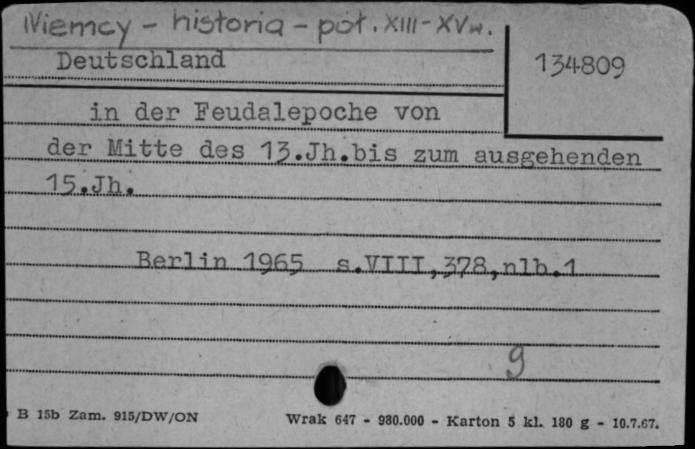 Niemcy - historia - poł. XIII - XV w.
Deutschland
134809
in der Feudalepoche von
der Mitte des 13.Jh.bis zum ausgehenden
15.Jh.
Berlin 1965 s.VIII,378,nlb.1
9
B 15b Zam. 915/DW/ON
Wrak 647 - 980.000 - Karton 5 kl. 180 g - 10.7.67.